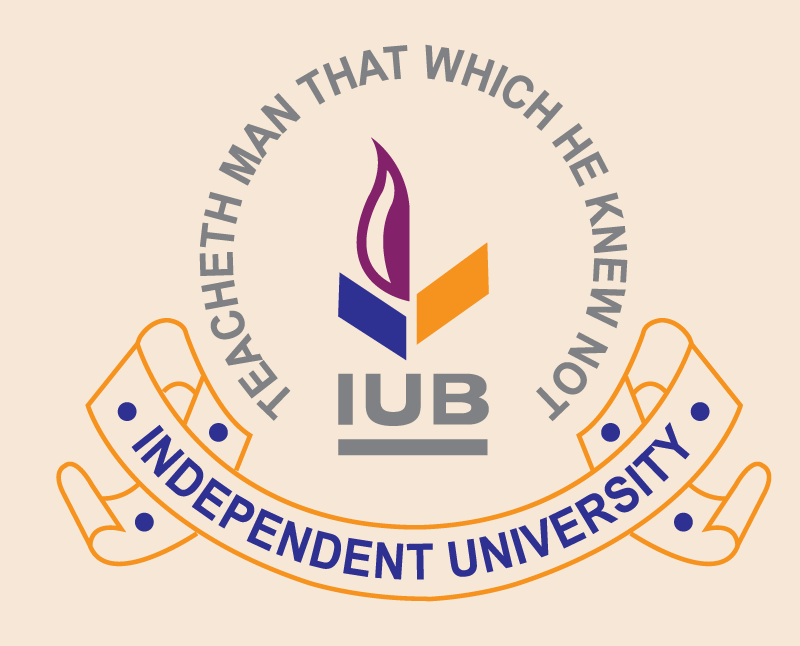 TEACHETH MAN THAT WHICH HE KNEW NOT
IUB
INDEPENDENT UNIVERSITY